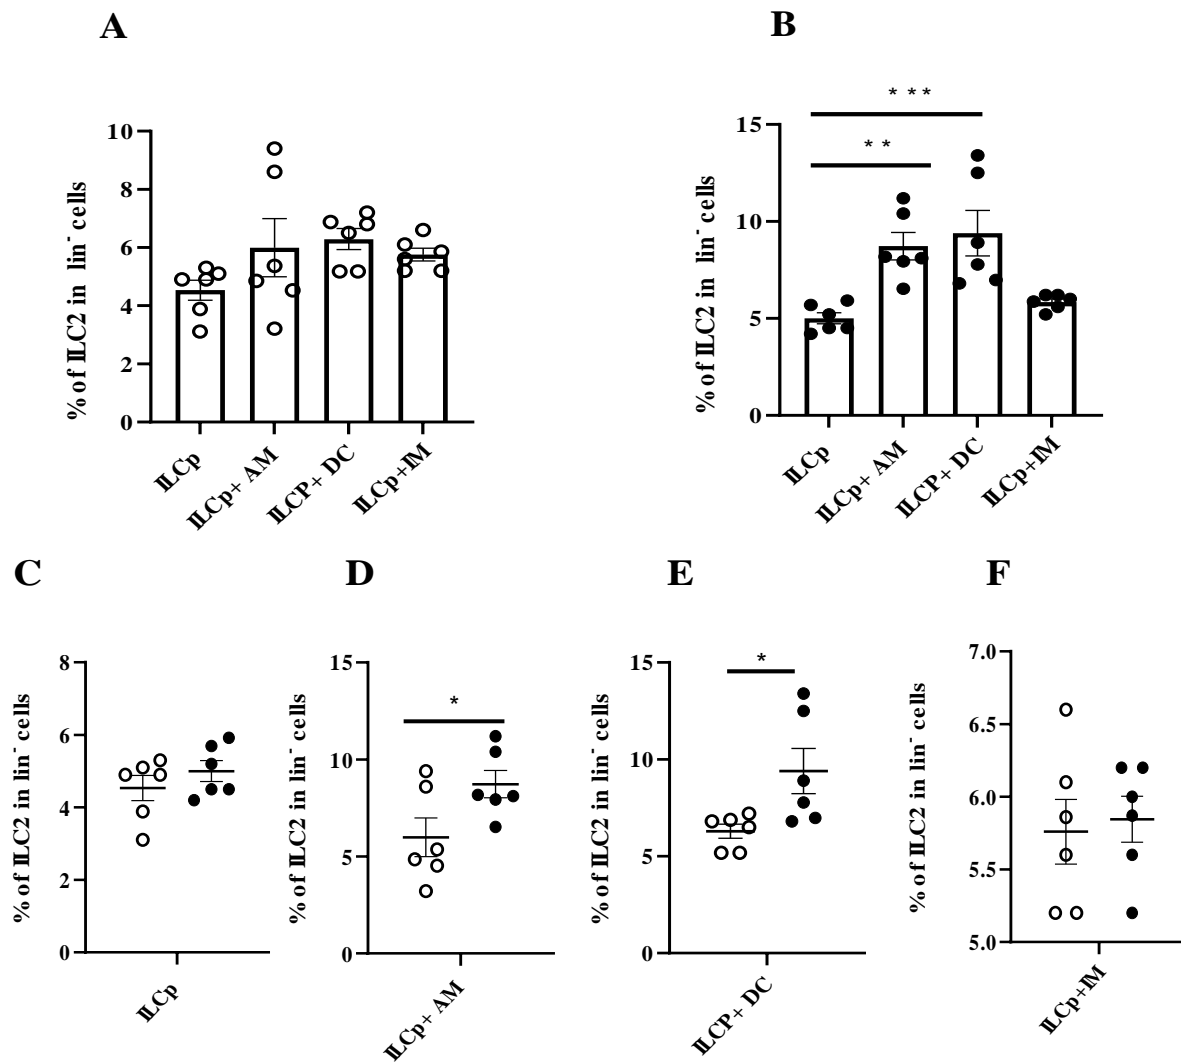 A
% of ILC2 in lin⁻ cells
10
8
6
4
2
0
ILCp
ILCp+ AM
ILCP+ DC
ILCp+IM
B
% of ILC2 in lin⁻ cells
* * *
* *
15
10
5
0
ILCp
ILCp+ AM
ILCP+ DC
ILCp+IM
C
% of ILC2 in lin⁻ cells
8
6
4
2
0
ILCp
D
% of ILC2 in lin⁻ cells
*
15
10
5
0
ILCp+ AM
E
% of ILC2 in lin⁻ cells
*
15
10
5
0
ILCP+ DC
F
% of ILC2 in lin⁻ cells
7.0
6.5
6.0
5.5
5.0
ILCp+IM